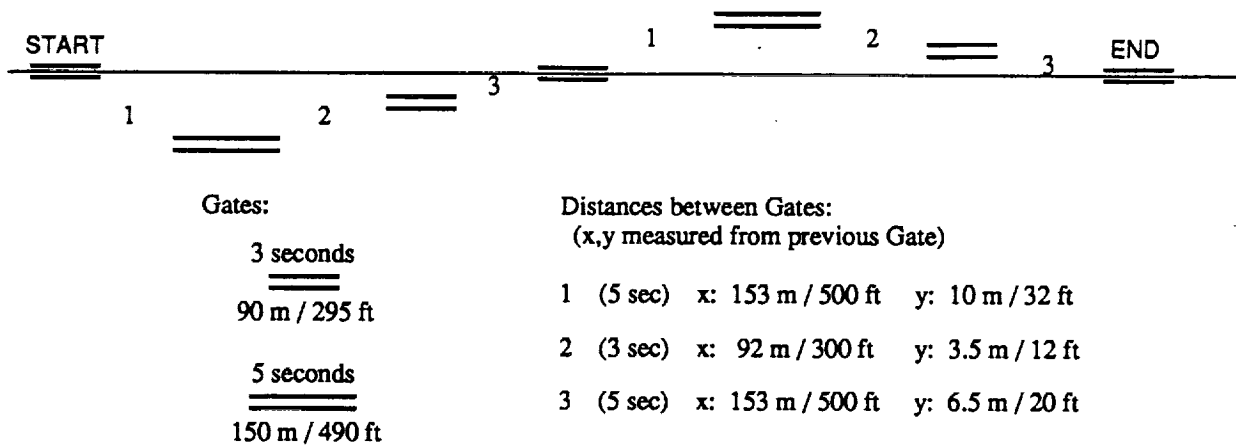 START
1
2
3
1
2
3
END
Gates:
3 seconds
90 m / 295 ft
5 seconds
150 m / 490 ft
Distances between Gates:
(x,y measured from previous Gate)
1 (5 sec) x: 153 m / 500 ft y: 10 m / 32 ft
2 (3 sec) x: 92 m / 300 ft y: 3.5 m / 12 ft
3 (5 sec) x: 153 m / 500 ft y: 6.5 m / 20 ft